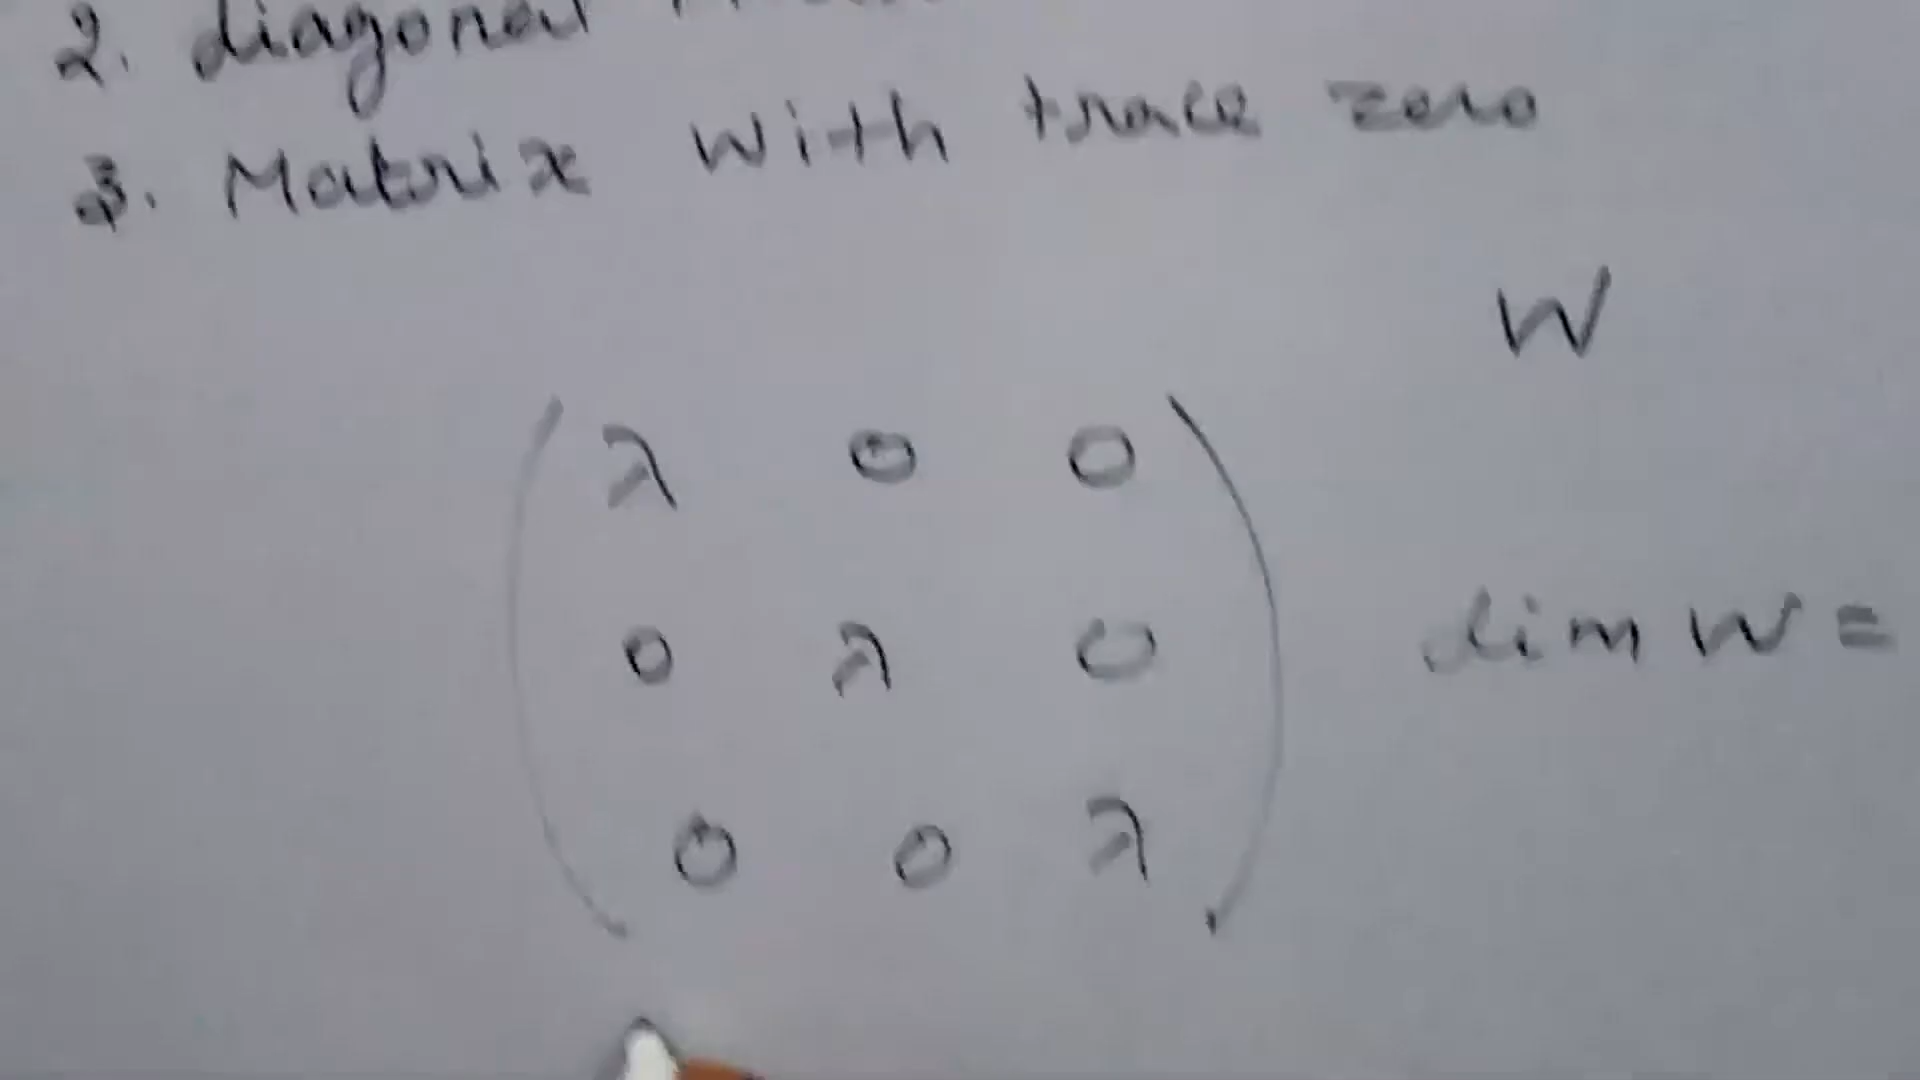 2. diagonal
3. Matrix with trace zero
W
λ 0 0
0 λ 0
0 0 λ
dim W =